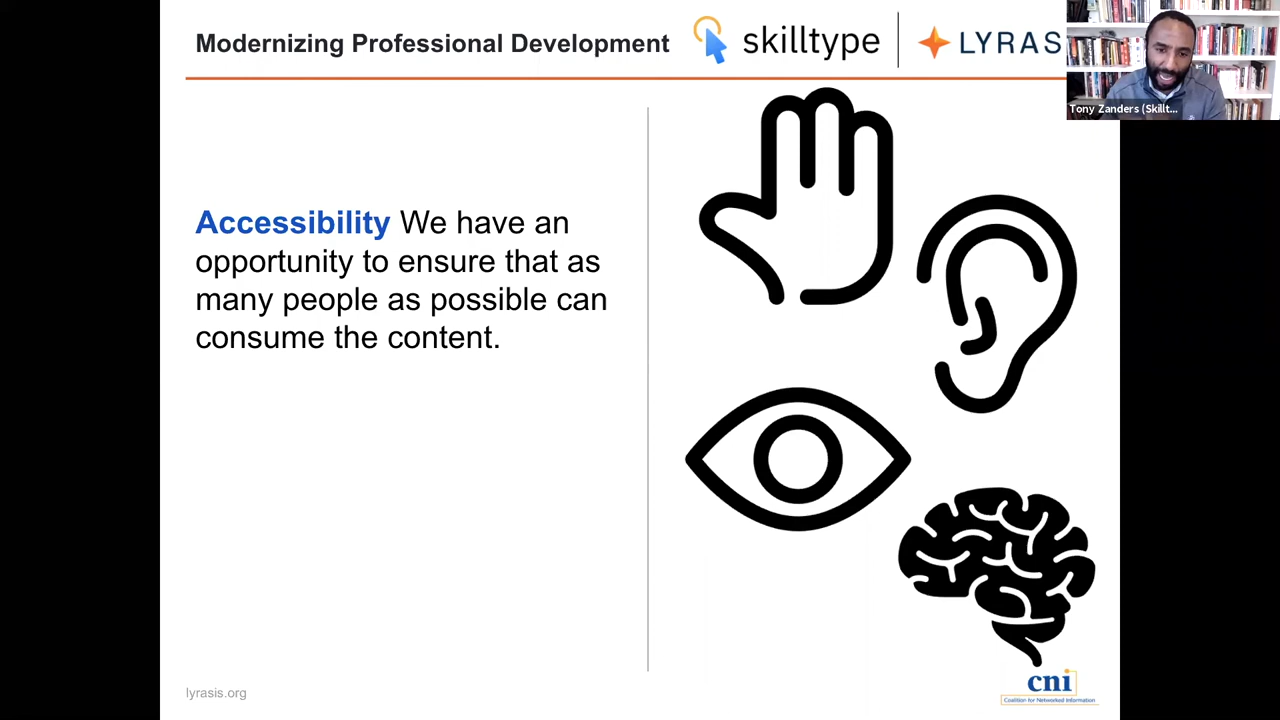 Modernizing Professional Development
skilltype
LYRAS
Tony Zanders (Skillt...
Accessibility We have an
opportunity to ensure that as
many people as possible can
consume the content.
lyrasis.org
cni
Coalition for Networked Information